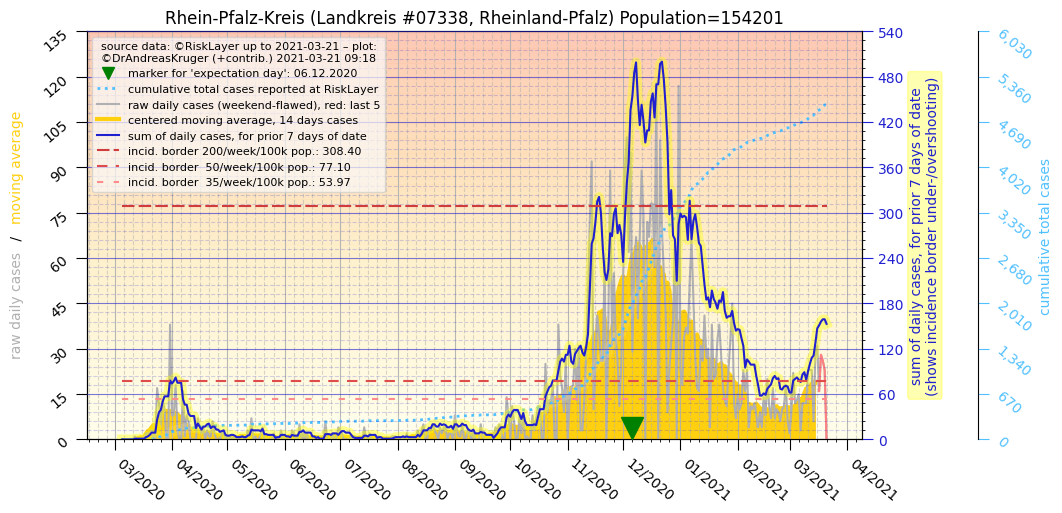 Rhein-Pfalz-Kreis (Landkreis #07338, Rheinland-Pfalz) Population=154201
source data: ©RiskLayer up to 2021-03-21 – plot:
©DrAndreasKruger (+contrib.) 2021-03-21 09:18
marker for 'expectation day': 06.12.2020
cumulative total cases reported at RiskLayer
raw daily cases (weekend-flawed), red: last 5
centered moving average, 14 days cases
sum of daily cases, for prior 7 days of date
incid. border 200/week/100k pop.: 308.40
incid. border  50/week/100k pop.: 77.10
incid. border  35/week/100k pop.: 53.97
raw daily cases / moving average
135
120
105
90
75
60
45
30
15
0
03/2020
04/2020
05/2020
06/2020
07/2020
08/2020
09/2020
10/2020
11/2020
12/2020
01/2021
02/2021
03/2021
04/2021
540
480
420
360
300
240
180
120
60
0
sum of daily cases, for prior 7 days of date
(shows incidence border under-/overshooting)
6,030
5,360
4,690
4,020
3,350
2,680
2,010
1,340
670
0
cumulative total cases